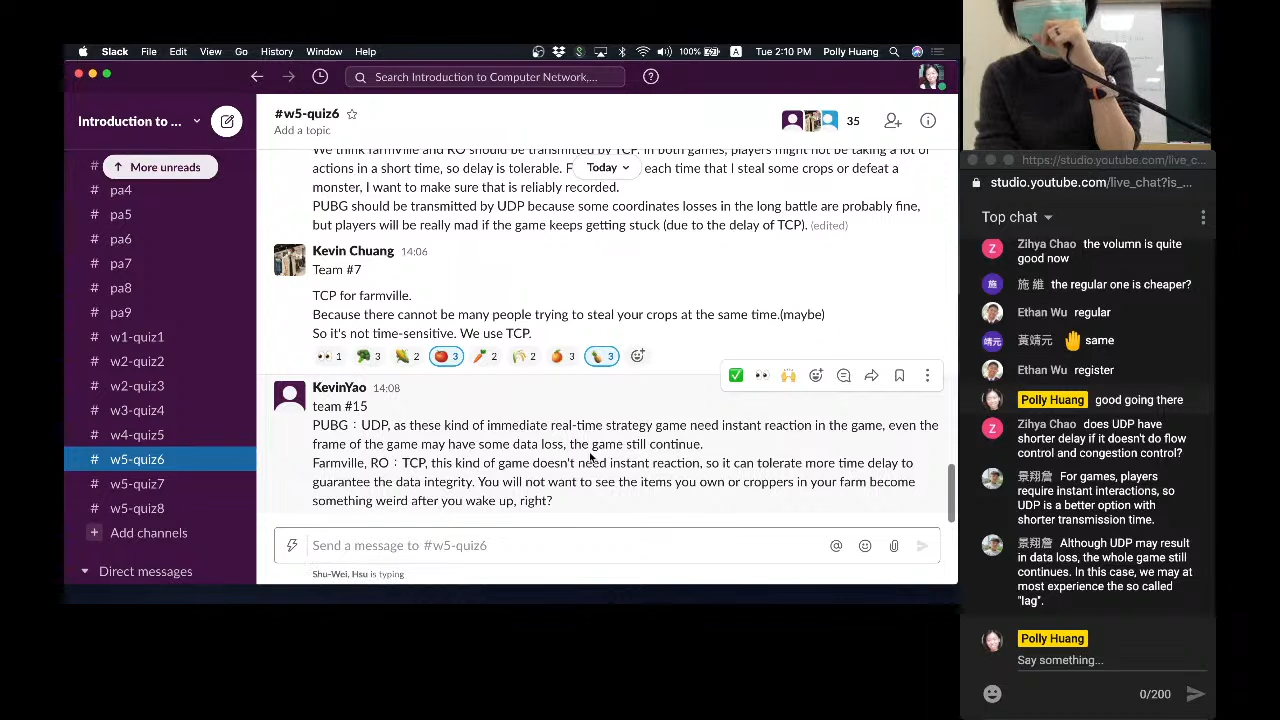 Slack File Edit View Go History Window Help
100% A Tue 2:10 PM Polly Huang
Search Introduction to Computer Network,...
Introduction to ...
More unreads
# pa4
# pa5
# pa6
# pa7
# pa8
# pa9
# w1-quiz1
# w2-quiz2
# w2-quiz3
# w3-quiz4
# w4-quiz5
# w5-quiz6
# w5-quiz7
# w5-quiz8
+ Add channels
Direct messages
#w5-quiz6
Add a topic
35
We think farmville and RO should be transmitted by TCP. In both games, players might not be taking a lot of
actions in a short time, so delay is tolerable. F each time that I steal some crops or defeat a
Today
monster, I want to make sure that is reliably recorded.
PUBG should be transmitted by UDP because some coordinates losses in the long battle are probably fine,
but players will be really mad if the game keeps getting stuck (due to the delay of TCP). (edited)
Kevin Chuang 14:06
Team #7
TCP for farmville.
Because there cannot be many people trying to steal your crops at the same time.(maybe)
So it's not time-sensitive. We use TCP.
1 3 2 3 2 2 3 3
KevinYao 14:08
team #15
PUBG：UDP, as these kind of immediate real-time strategy game need instant reaction in the game, even the
frame of the game may have some data loss, the game still continue.
Farmville, RO：TCP, this kind of game doesn't need instant reaction, so it can tolerate more time delay to
guarantee the data integrity. You will not want to see the items you own or croppers in your farm become
something weird after you wake up, right?
Send a message to #w5-quiz6
Shu-Wei, Hsu is typing
https://studio.youtube.com/live_c...
studio.youtube.com/live_chat?is_...
Top chat
Z Zihya Chao the volumn is quite
good now
施 施 維 the regular one is cheaper?
Ethan Wu regular
靖元 黃靖元 same
Ethan Wu register
Polly Huang good going there
Z Zihya Chao does UDP have
shorter delay if it doesn't do flow
control and congestion control?
景翔詹 For games, players
require instant interactions, so
UDP is a better option with
shorter transmission time.
景翔詹 Although UDP may result
in data loss, the whole game still
continues. In this case, we may at
most experience the so called
"lag".
Polly Huang
Say something...
0/200